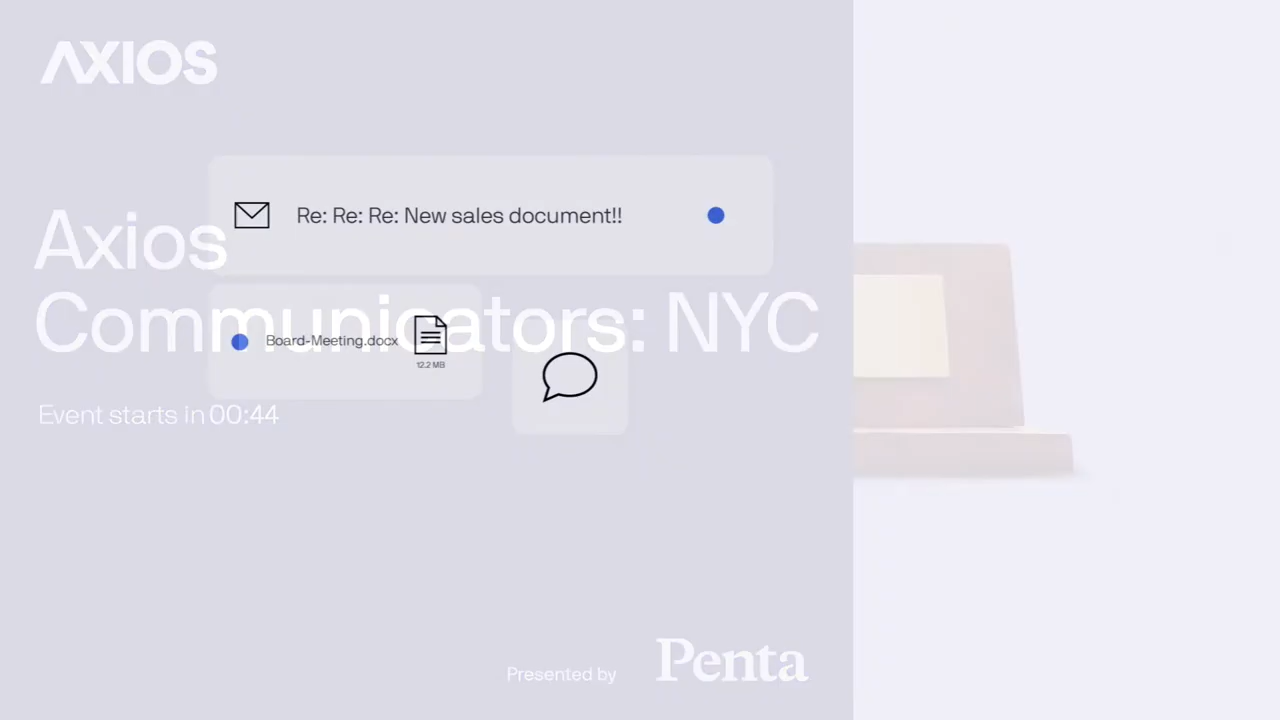 AXIOS
Re: Re: Re: New sales document!!
Axios
Communicators: NYC
Board-Meeting.docx
12.2 MB
Event starts in 00:44
Presented by Penta